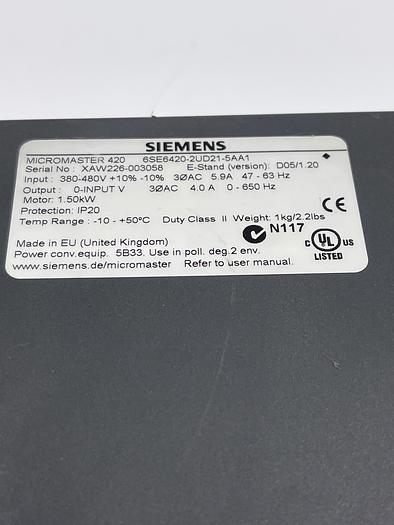 SIEMENS
MICROMASTER 420 6SE6420-2UD21-5AA1
Serial No : XAW226-003058 E-Stand (version): D05/1.20
Input : 380-480V +10% -10% 3ØAC 5.9A 47 - 63 Hz
Output : 0-INPUT V 3ØAC 4.0 A 0 - 650 Hz
Motor: 1.50kW
Protection: IP20
Temp Range : -10 - +50°C Duty Class II Weight: 1kg/2.2lbs
CE
N117
Made in EU (United Kingdom)
Power conv.equip. 5B33. Use in poll. deg.2 env.
www.siemens.de/micromaster Refer to user manual.
C UL US
LISTED